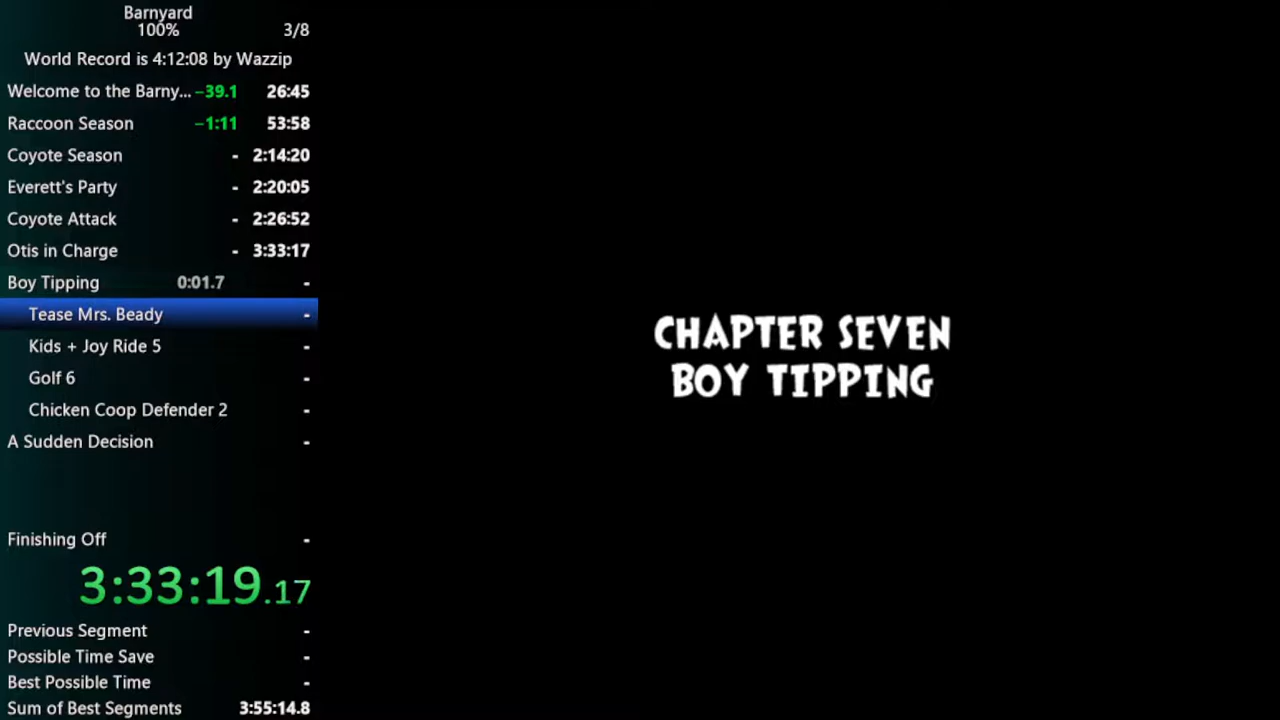 Barnyard
100% 3/8
World Record is 4:12:08 by Wazzip
Welcome to the Barny... −39.1 26:45
Raccoon Season −1:11 53:58
Coyote Season - 2:14:20
Everett's Party - 2:20:05
Coyote Attack - 2:26:52
Otis in Charge - 3:33:17
Boy Tipping 0:01.7 -
Tease Mrs. Beady -
Kids + Joy Ride 5 -
Golf 6 -
Chicken Coop Defender 2 -
A Sudden Decision -
Finishing Off -
3:33:19.17
Previous Segment -
Possible Time Save -
Best Possible Time -
Sum of Best Segments 3:55:14.8
CHAPTER SEVEN
BOY TIPPING